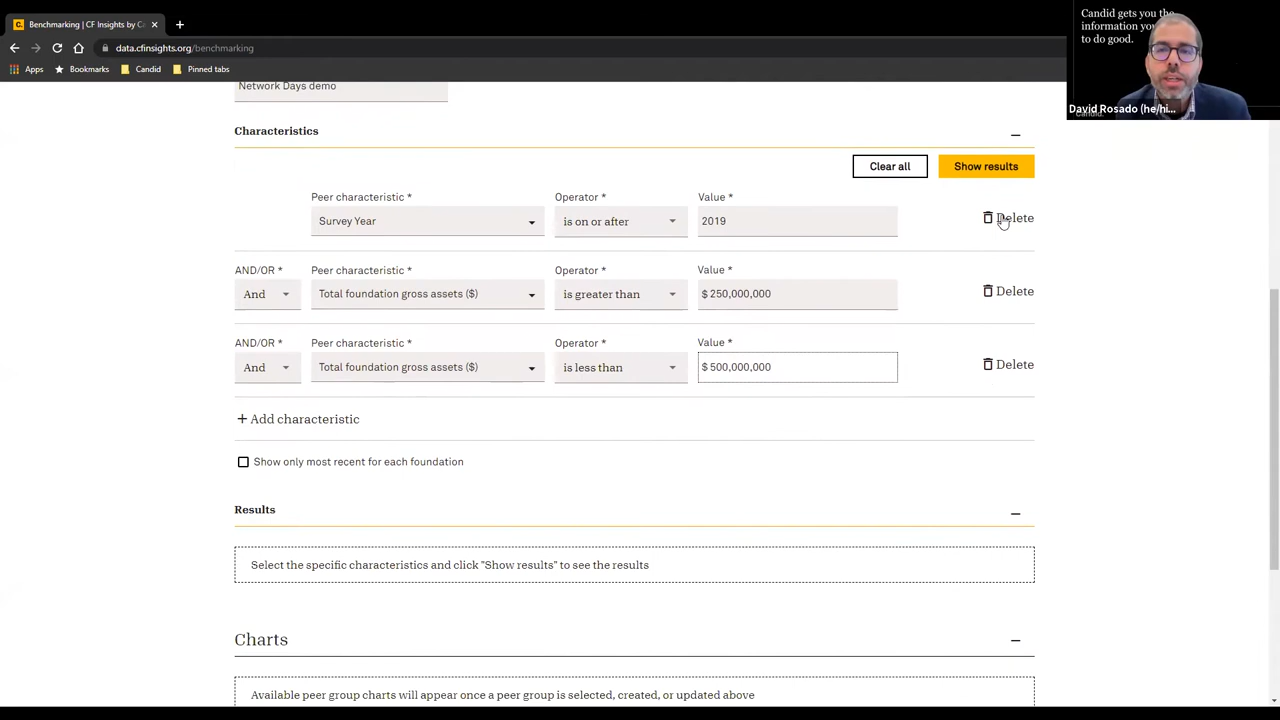 Benchmarking | CF Insights by C
data.cfinsights.org/benchmarking
Apps Bookmarks Candid Pinned tabs
Candid gets you the
information you
to do good.
David Rosado (he/hi...
Candid.
Network Days demo
Characteristics
Clear all Show results
Peer characteristic * Operator * Value *
Survey Year is on or after 2019 Delete
AND/OR * Peer characteristic * Operator * Value *
And Total foundation gross assets ($) is greater than $ 250,000,000 Delete
AND/OR * Peer characteristic * Operator * Value *
And Total foundation gross assets ($) is less than $ 500,000,000 Delete
+ Add characteristic
Show only most recent for each foundation
Results
Select the specific characteristics and click "Show results" to see the results
Charts
Available peer group charts will appear once a peer group is selected, created, or updated above